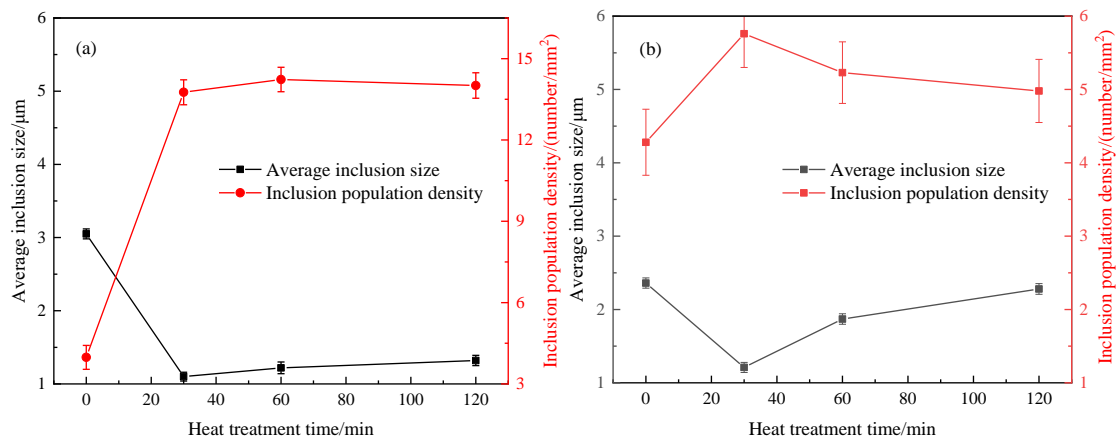 (a)
Average inclusion size/μm
6
5
4
3
2
1
0 20 40 60 80 100 120
Heat treatment time/min
Average inclusion size
Inclusion population density
15
12
9
6
3
Inclusion population density/(number/mm²)
(b)
Average inclusion size/μm
6
5
4
3
2
1
0 20 40 60 80 100 120
Heat treatment time/min
Average inclusion size
Inclusion population density
6
5
4
3
2
1
Inclusion population density/(number/mm²)